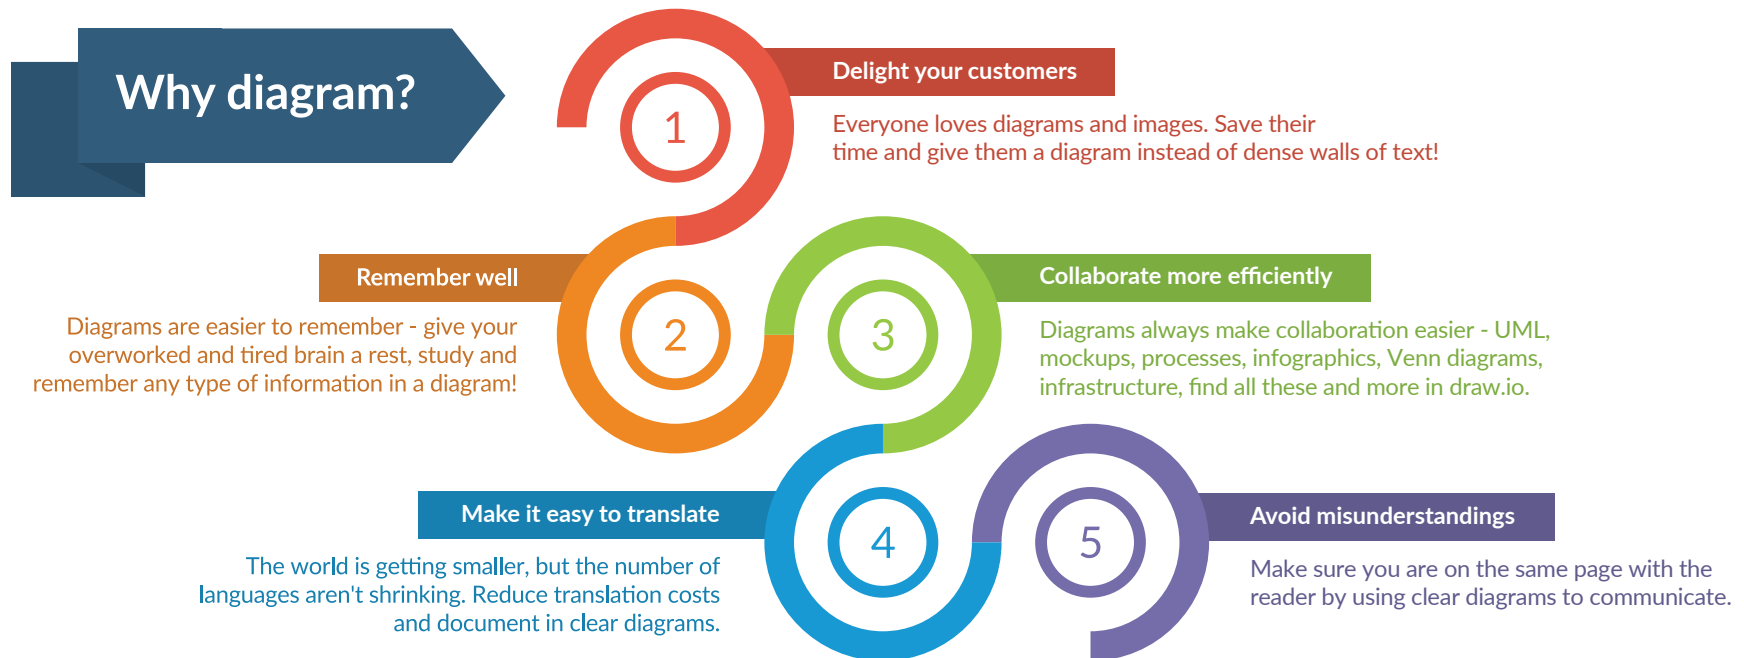 Why diagram?
1
Delight your customers
Everyone loves diagrams and images. Save their
time and give them a diagram instead of dense walls of text!
2
Remember well
Diagrams are easier to remember - give your
overworked and tired brain a rest, study and
remember any type of information in a diagram!
3
Collaborate more efficiently
Diagrams always make collaboration easier - UML,
mockups, processes, infographics, Venn diagrams,
infrastructure, find all these and more in draw.io.
4
Make it easy to translate
The world is getting smaller, but the number of
languages aren't shrinking. Reduce translation costs
and document in clear diagrams.
5
Avoid misunderstandings
Make sure you are on the same page with the
reader by using clear diagrams to communicate.